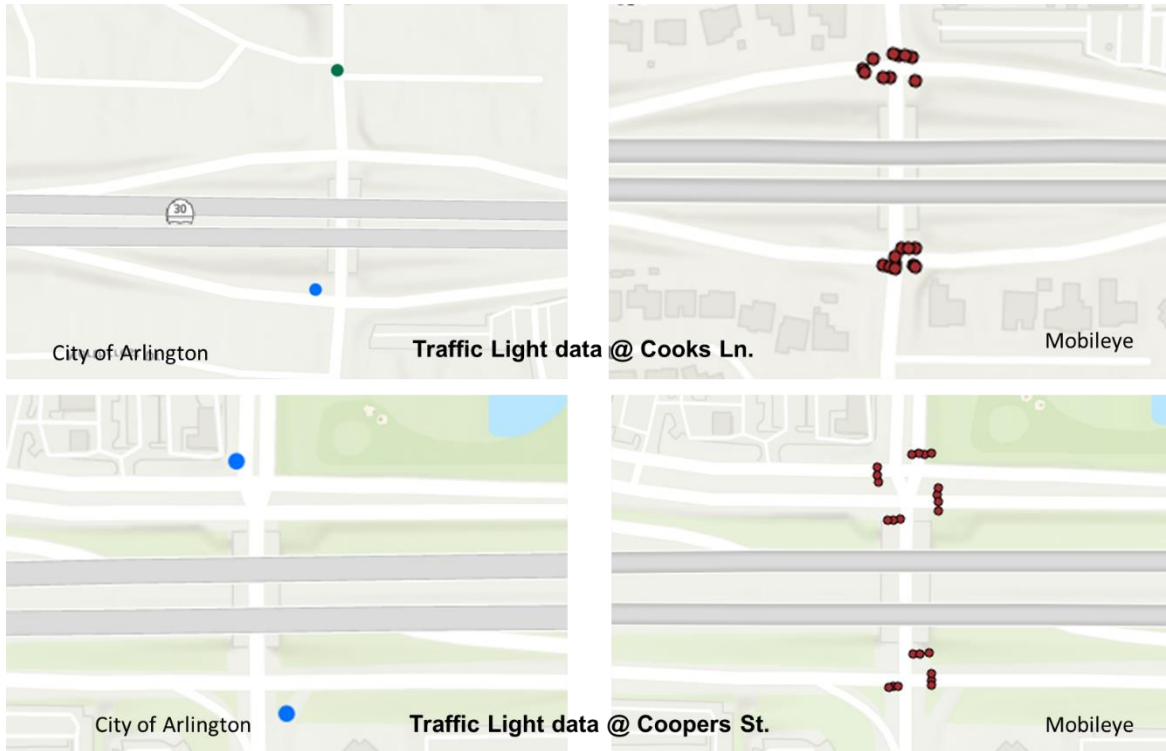 30
City of Arlington
Traffic Light data @ Cooks Ln.
Mobileye
City of Arlington
Traffic Light data @ Coopers St.
Mobileye